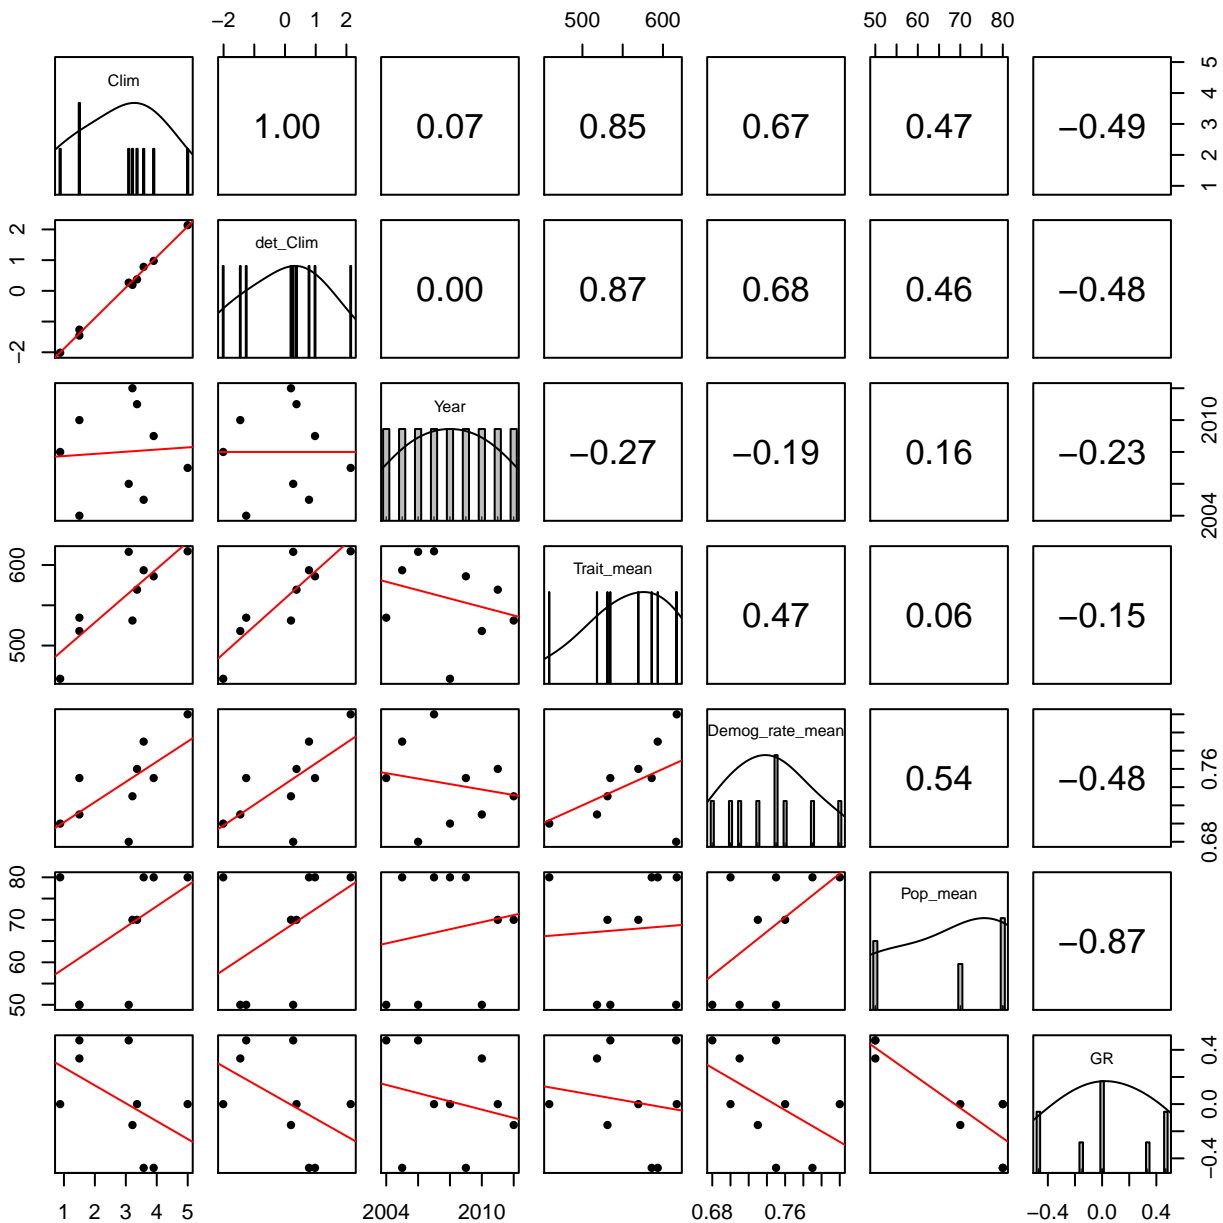 −2 0 1 2 500 600 50 60 70 80
Clim 1.00 0.07 0.85 0.67 0.47 −0.49 1 2 3 4 5
−2 0 1 2 det_Clim 0.00 0.87 0.68 0.46 −0.48
Year −0.27 −0.19 0.16 −0.23 2004 2010
500 600 Trait_mean 0.47 0.06 −0.15
Demog_rate_mean 0.54 −0.48 0.68 0.76
50 60 70 80 Pop_mean −0.87
GR −0.4 0.0 0.4
1 2 3 4 5 2004 2010 0.68 0.76 −0.4 0.0 0.4